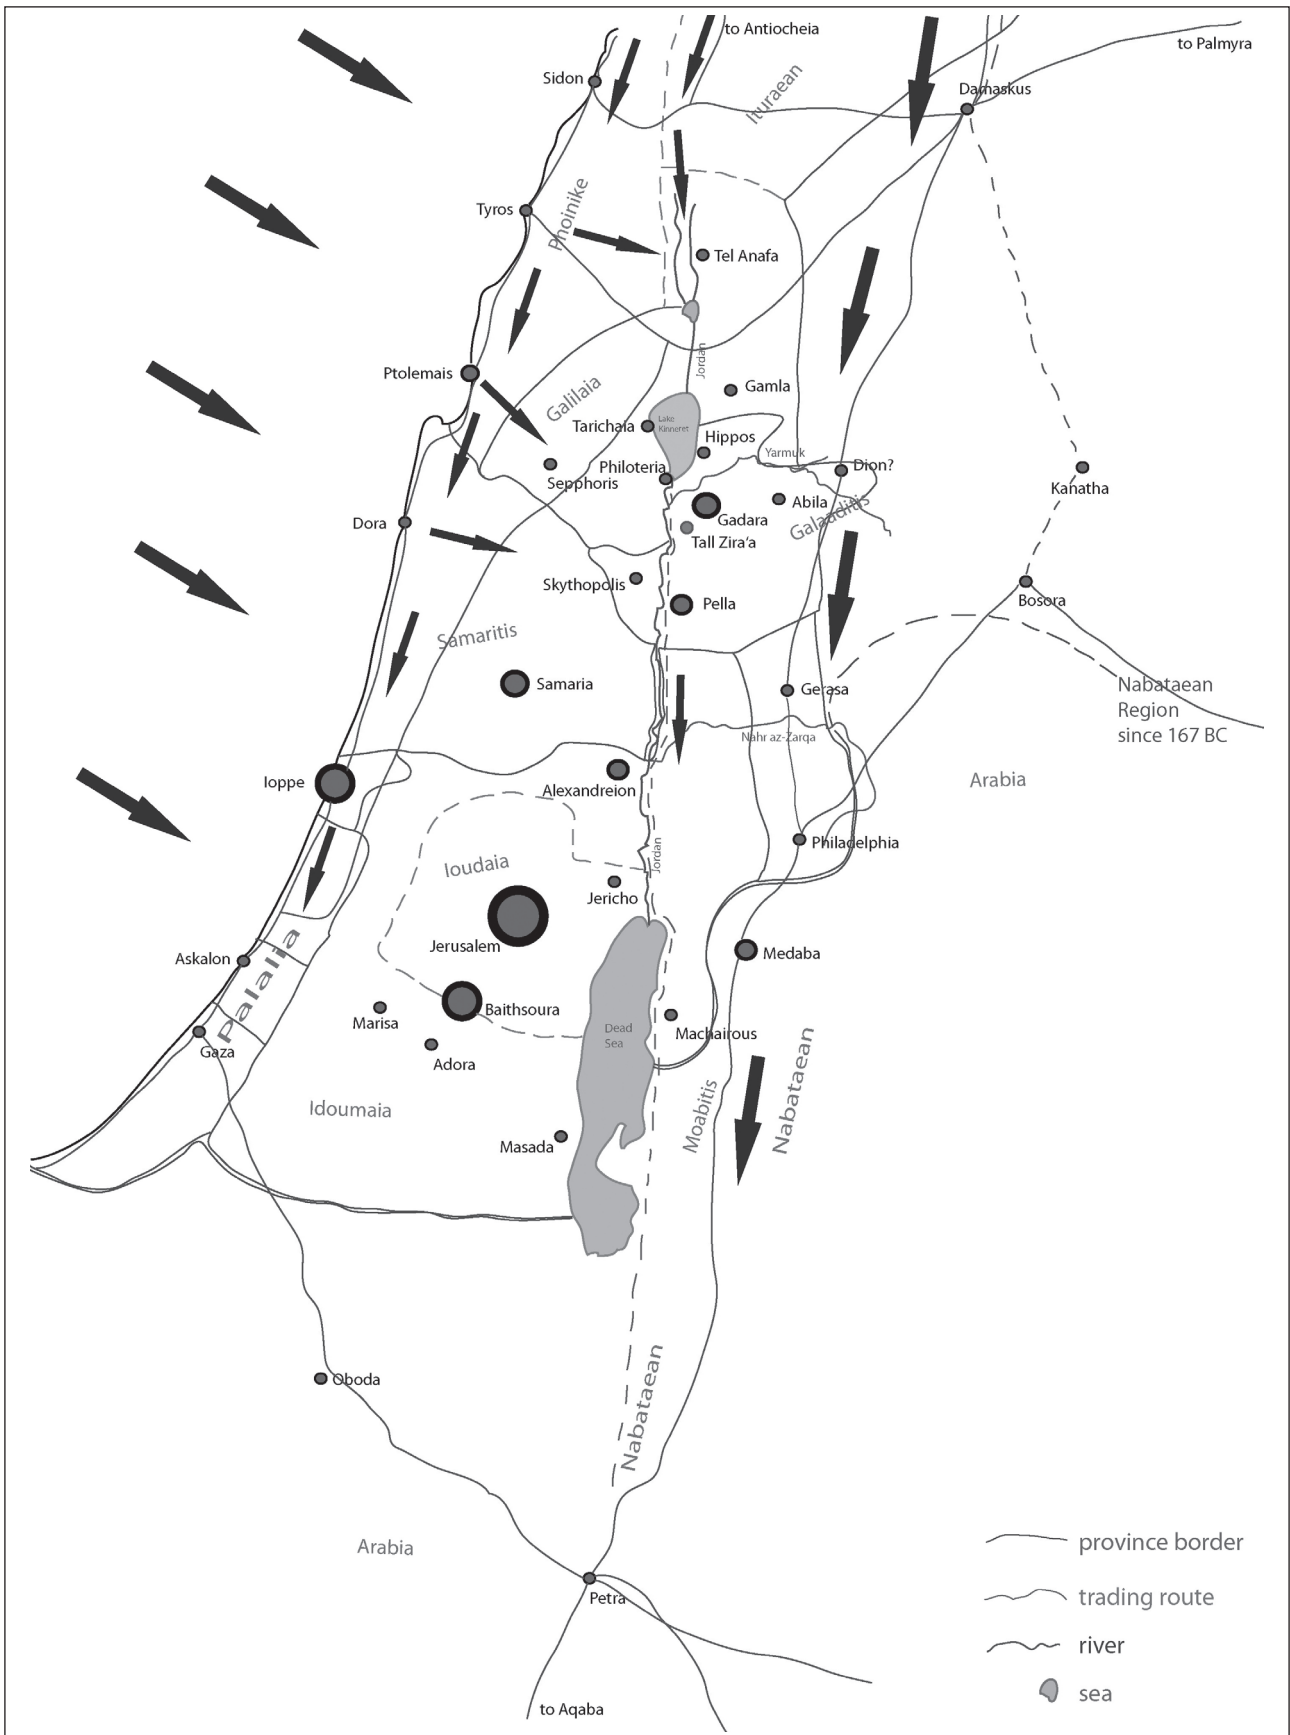 to Antiocheia
to Palmyra
Sidon
Ituraean
Damaskus
Phoinike
Tyros
Tel Anafa
Jordan
Ptolemais
Galilaia
Gamla
Tarichaia
Lake
Kinneret
Hippos
Yarmuk
Philoteria
Sepphoris
Dion?
Kanatha
Abila
Galaaditis
Gadara
Dora
Tall Zira‘a
Skythopolis
Pella
Bosora
Samaritis
Samaria
Gerasa
Nabataean
Region
since 167 BC
Nahr az-Zarqa
Ioppe
Alexandreion
Arabia
Philadelphia
Jordan
Ioudaia
Jericho
Jerusalem
Medaba
Askalon
Palalia
Baithsoura
Marisa
Dead
Sea
Machairous
Gaza
Adora
Idoumaia
Moabitis
Nabataean
Masada
Oboda
Nabataean
Arabia
Petra
to Aqaba
province border
trading route
river
sea